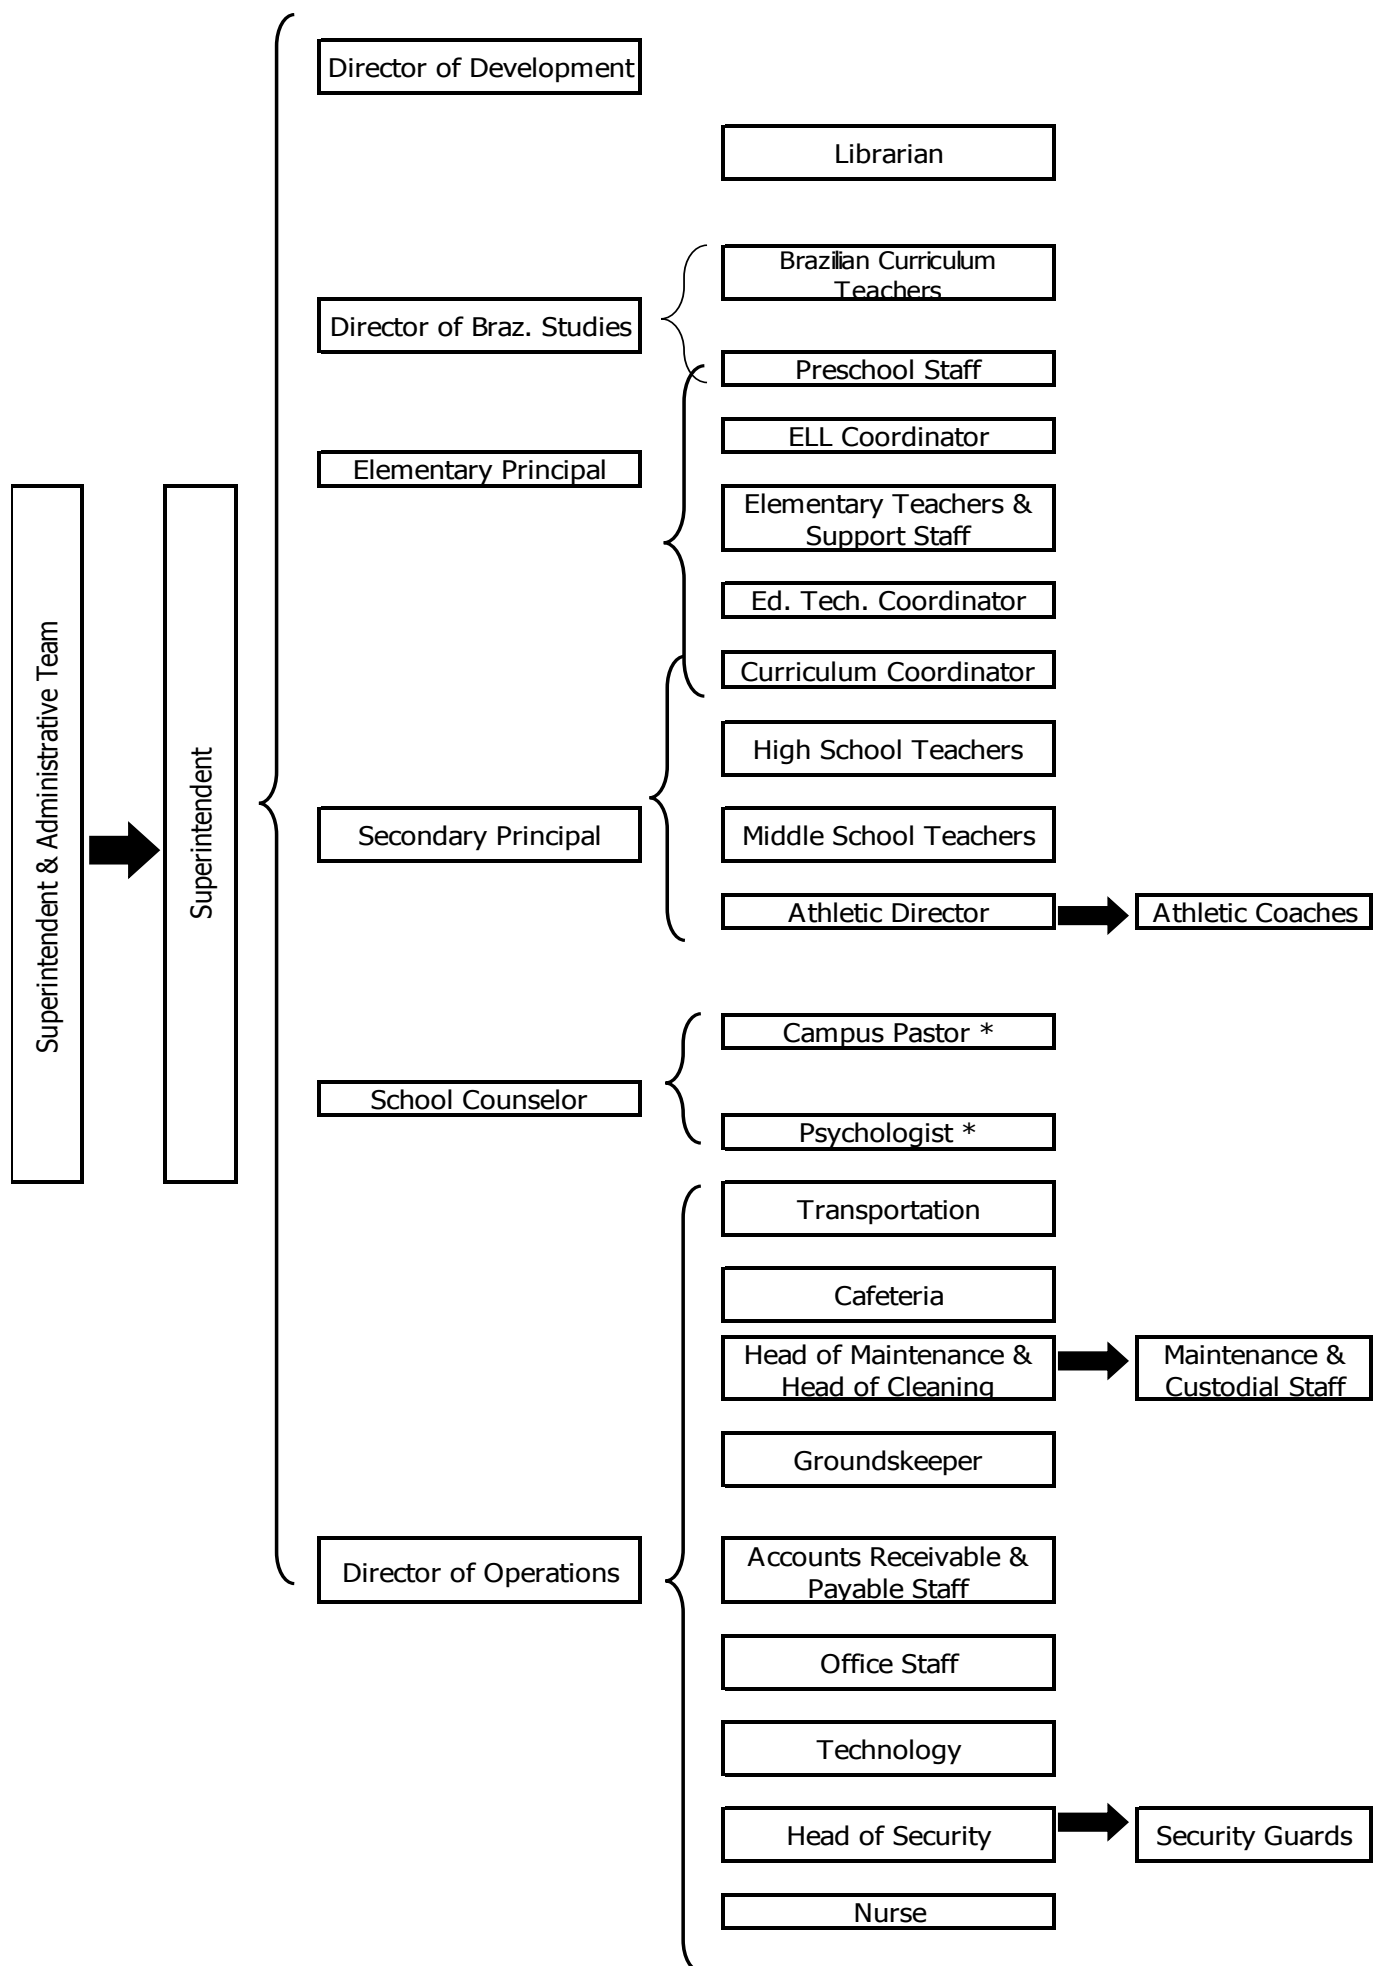 Superintendent & Administrative Team
Superintendent
Director of Development
Librarian
Brazilian Curriculum
Teachers
Director of Braz. Studies
Preschool Staff
ELL Coordinator
Elementary Principal
Elementary Teachers &
Support Staff
Ed. Tech. Coordinator
Curriculum Coordinator
High School Teachers
Secondary Principal
Middle School Teachers
Athletic Director
Athletic Coaches
Campus Pastor *
School Counselor
Psychologist *
Transportation
Cafeteria
Head of Maintenance &
Head of Cleaning
Maintenance &
Custodial Staff
Groundskeeper
Director of Operations
Accounts Receivable &
Payable Staff
Office Staff
Technology
Head of Security
Security Guards
Nurse